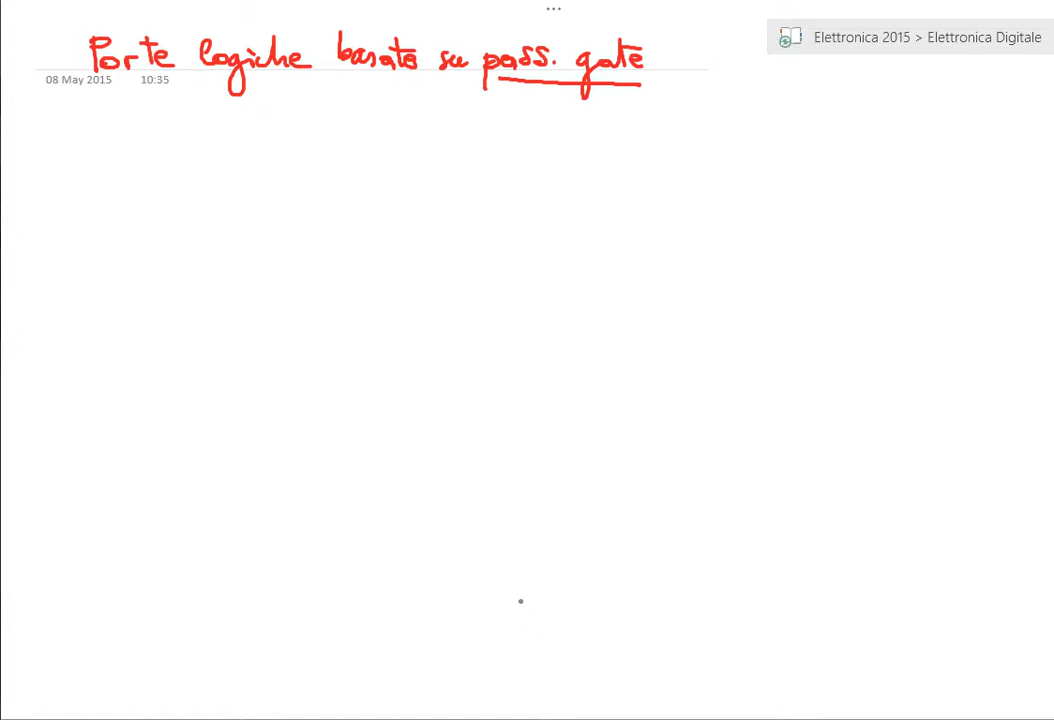 Elettronica 2015 > Elettronica Digitale
Porte logiche basate su pass. gate
08 May 2015 10:35